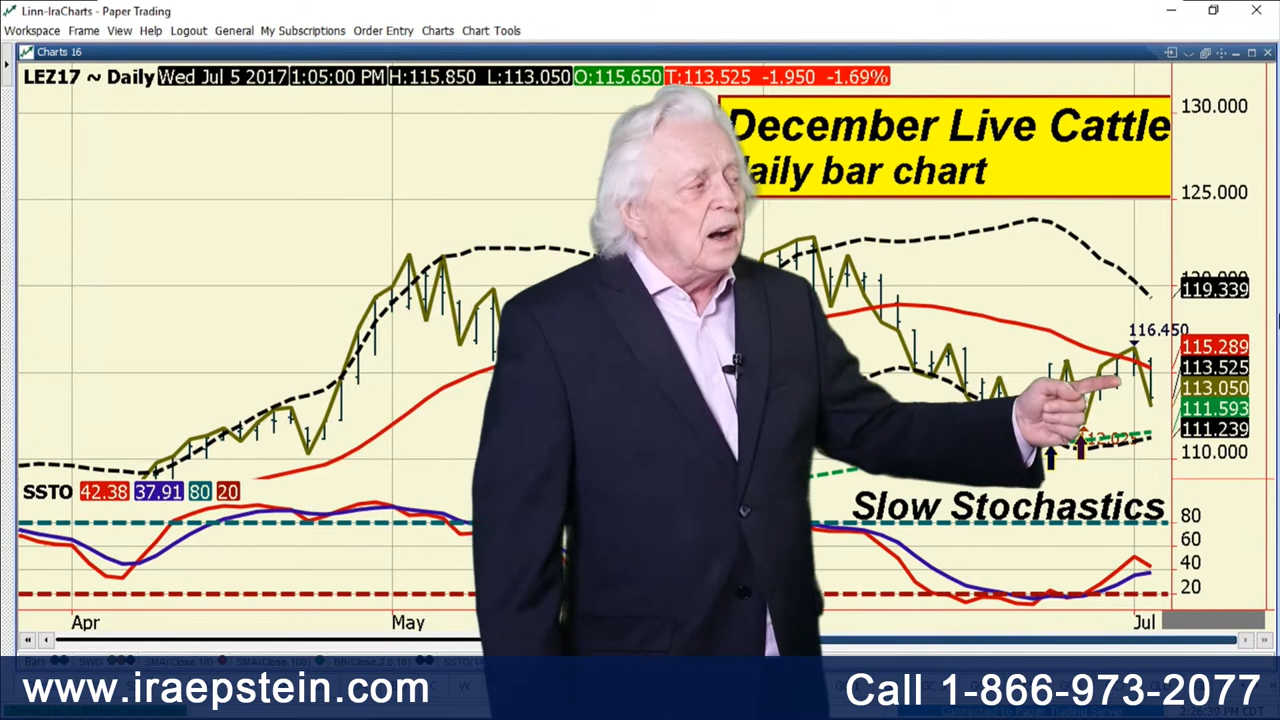 Linn-IraCharts - Paper Trading
Workspace Frame View Help Logout General My Subscriptions Order Entry Charts Chart Tools
Charts 16
LEZ17 ~ Daily Wed Jul 5 2017 1:05:00 PM H:115.850 L:113.050 O:115.650 T:113.525 -1.950 -1.69%
December Live Cattle
daily bar chart
130.000
125.000
120.000
119.339
116.450
115.289
113.525
113.050
111.593
111.239
110.000
SSTO 42.38 37.91 80 20
Slow Stochastics
80
60
40
20
Apr May Jul
www.iraepstein.com
Call 1-866-973-2077